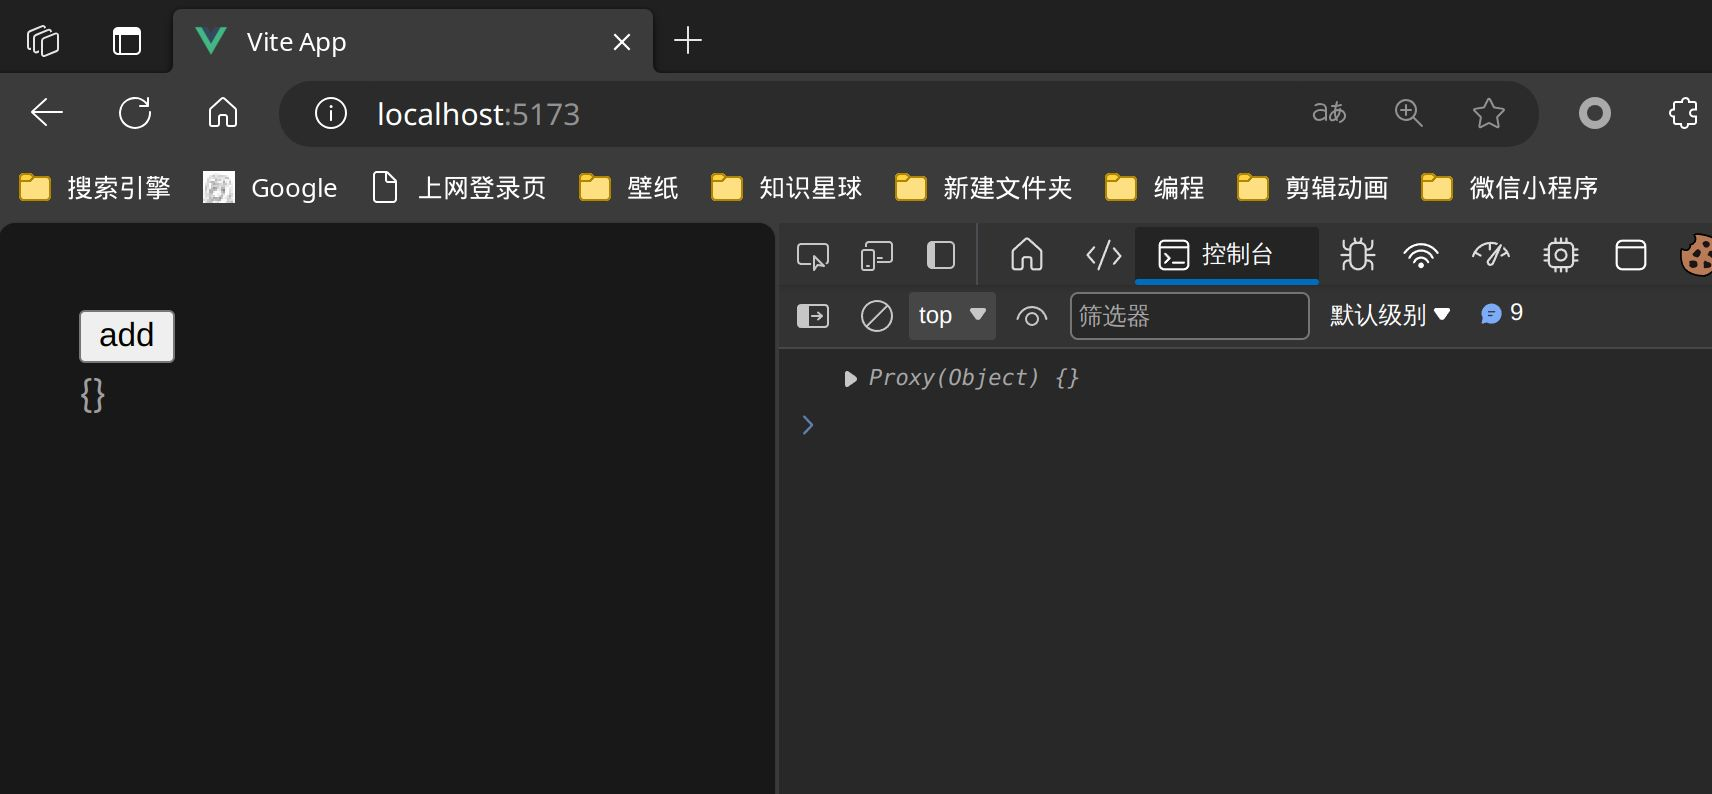 Vite App
localhost:5173
aあ
搜索引擎 Google 上网登录页 壁纸 知识星球 新建文件夹 编程 剪辑动画 微信小程序
控制台
top 筛选器 默认级别 9
add
{}
Proxy(Object) {}